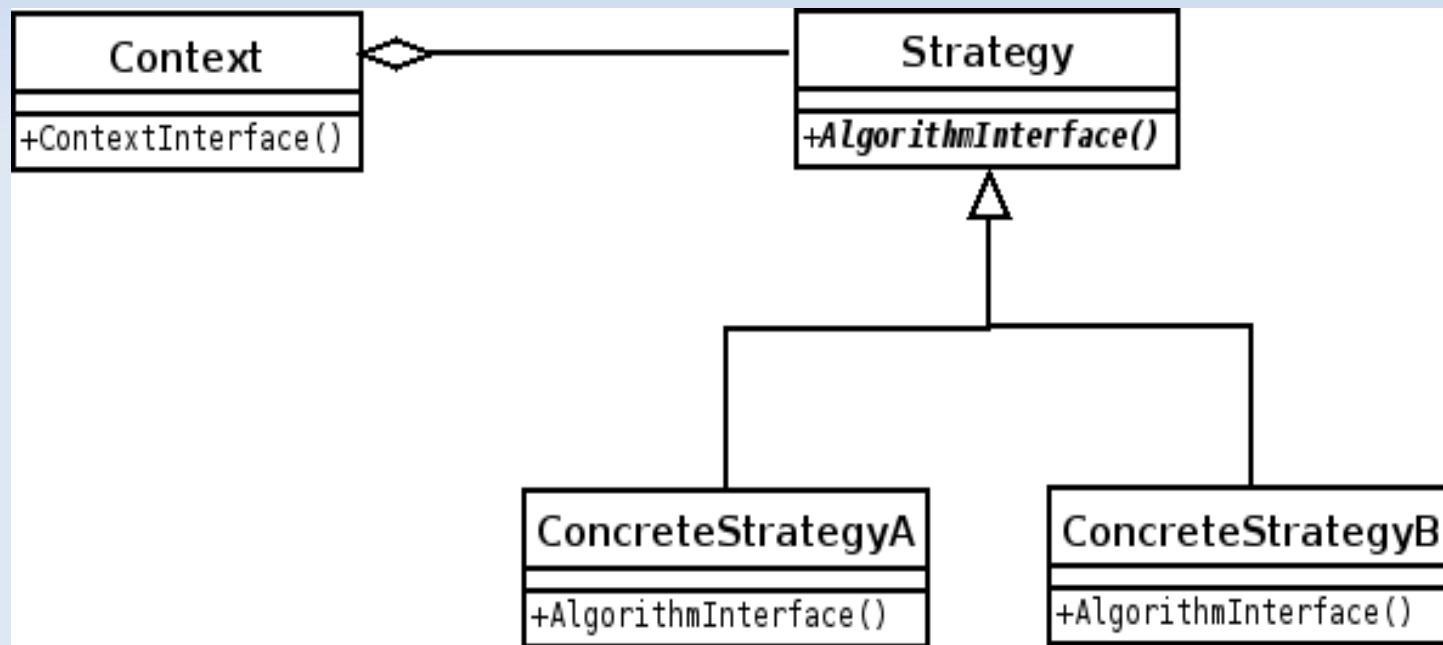 Context
+ContextInterface()
Strategy
+AlgorithmInterface()
ConcreteStrategyA
+AlgorithmInterface()
ConcreteStrategyB
+AlgorithmInterface()